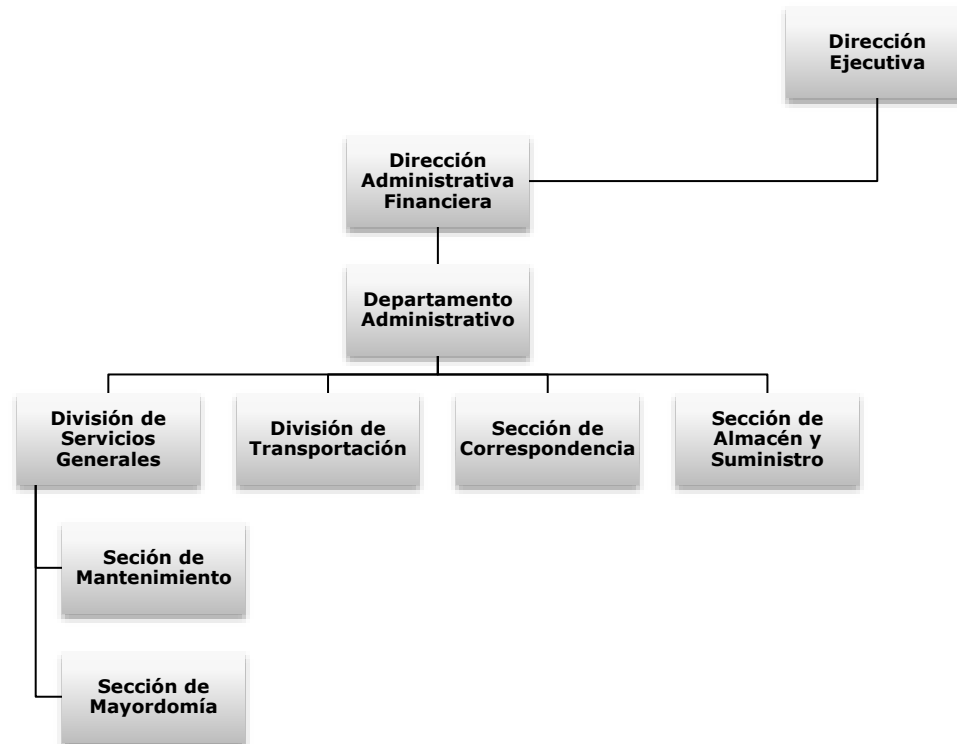 Dirección
Ejecutiva
Dirección
Administrativa
Financiera
Departamento
Administrativo
División de
Servicios
Generales
División de
Transportación
Sección de
Correspondencia
Sección de
Almacén y
Suministro
Seción de
Mantenimiento
Sección de
Mayordomía